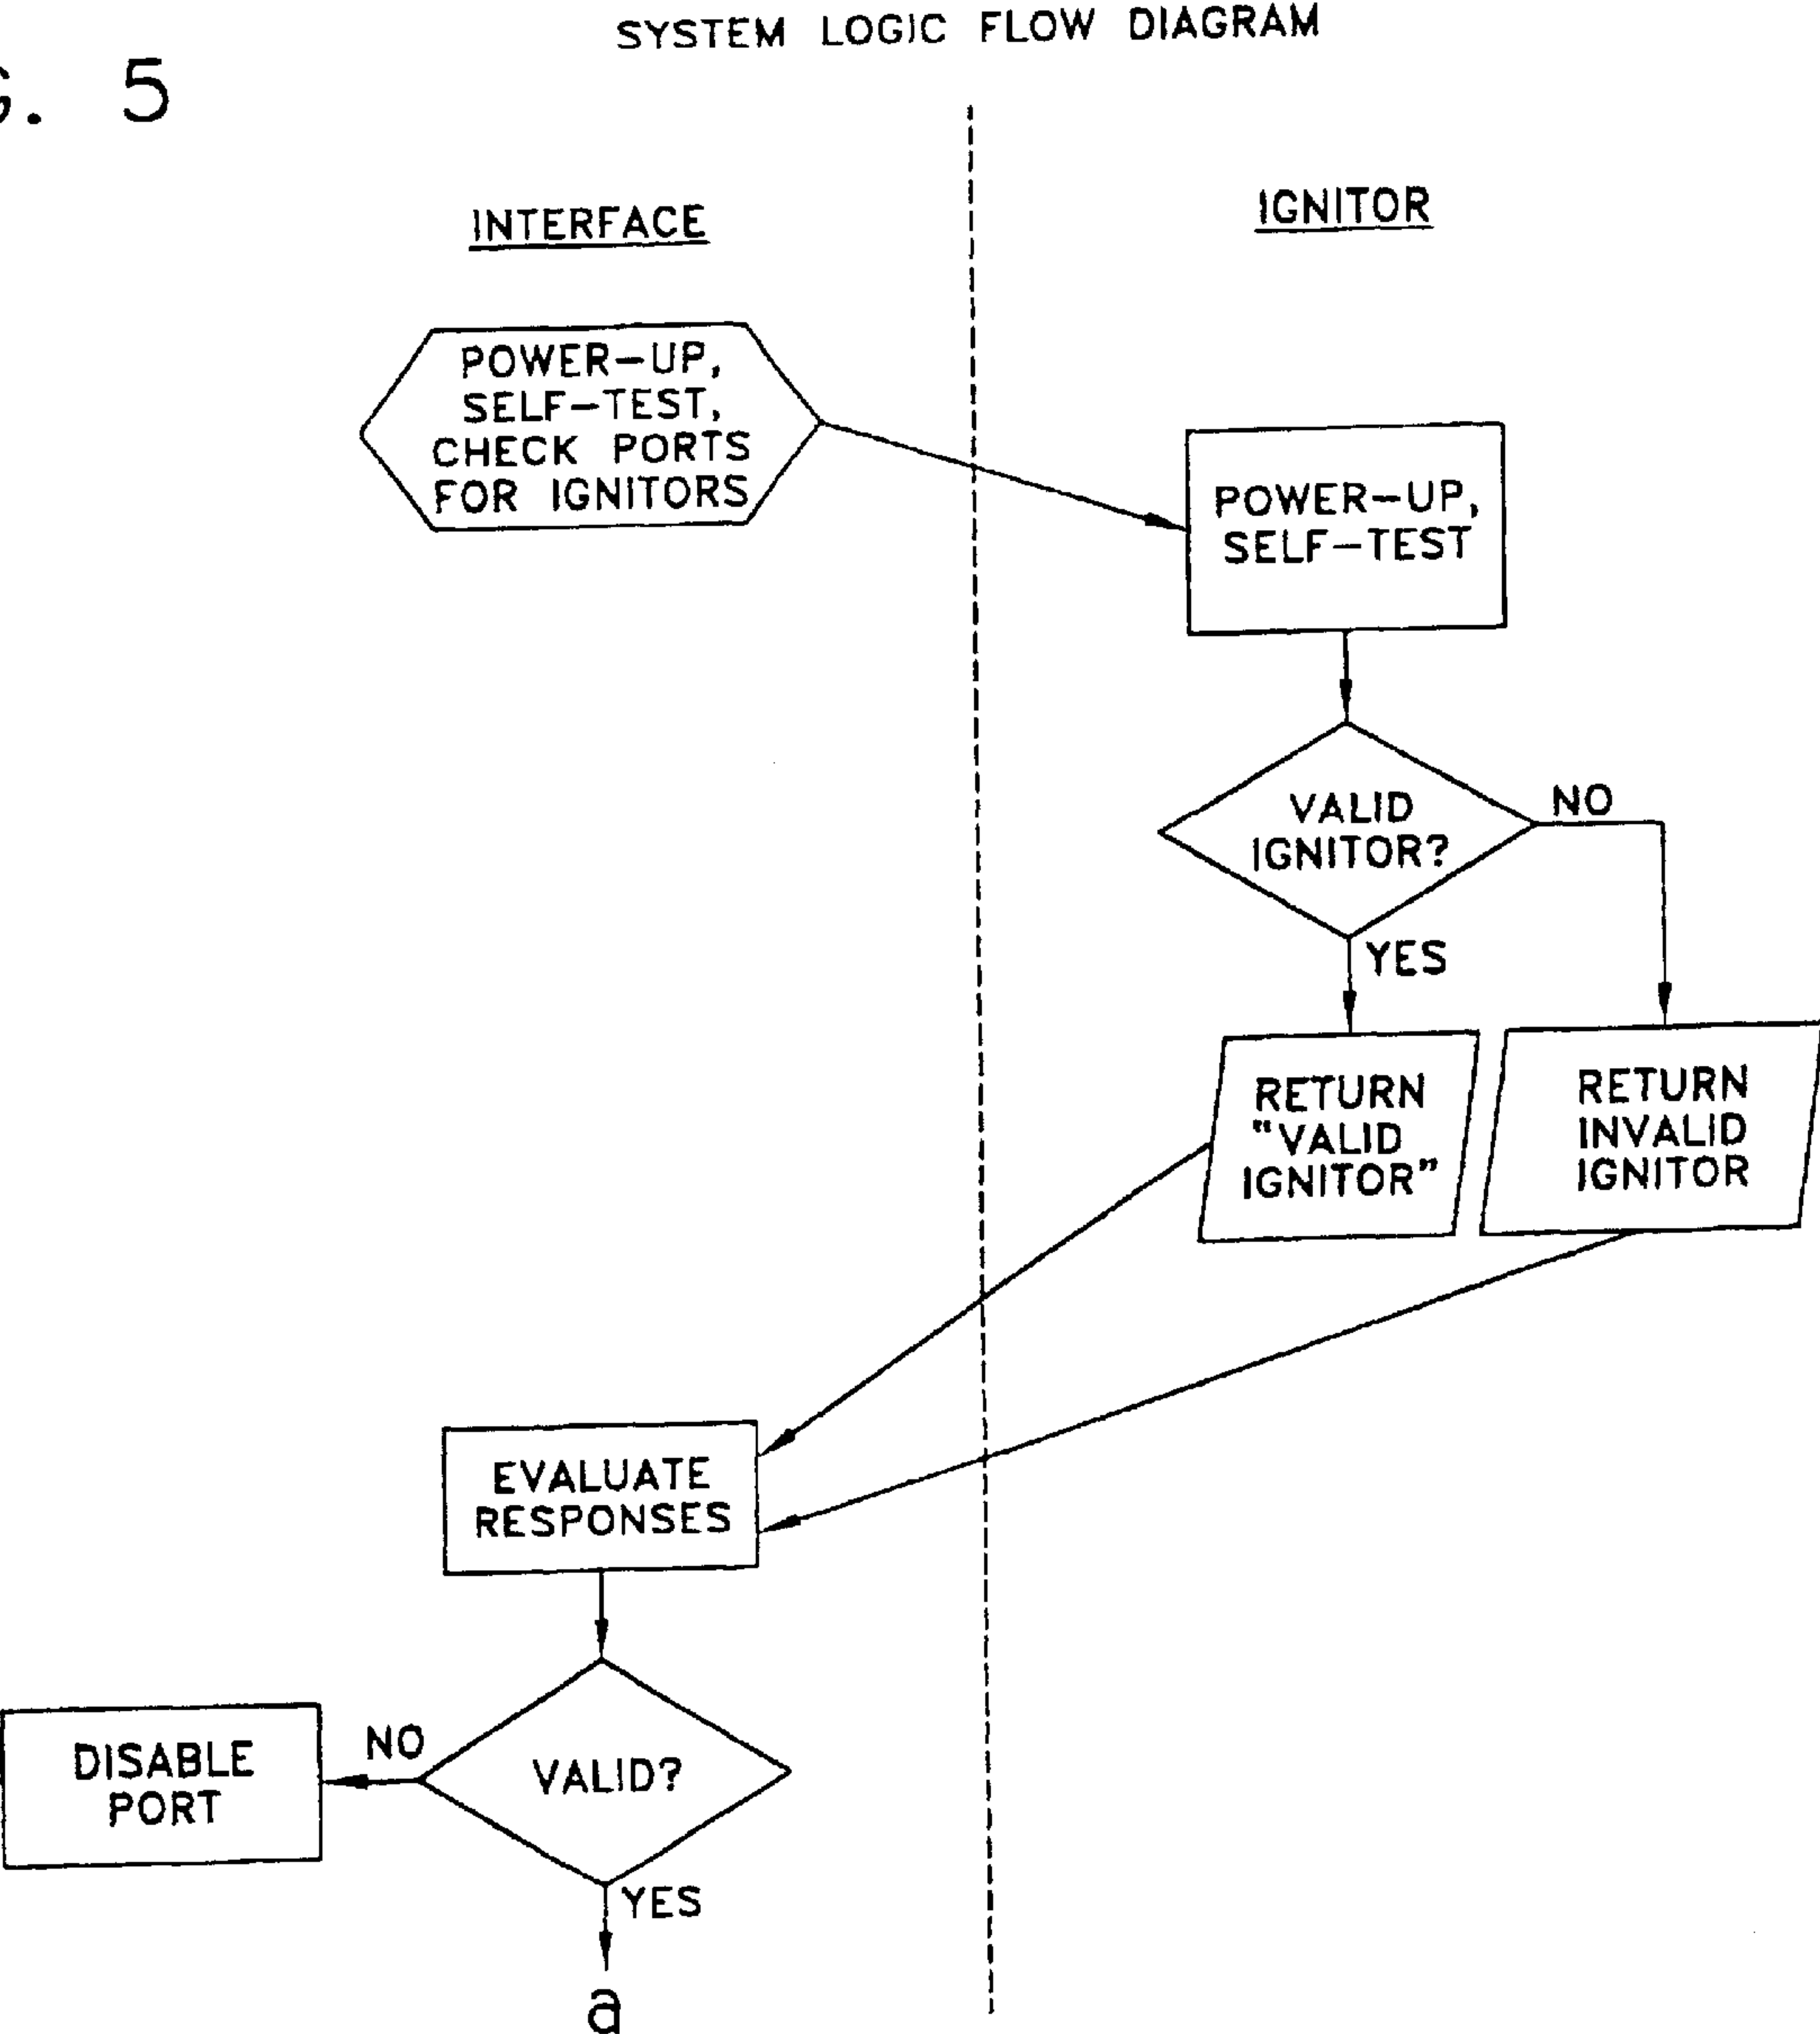 SYSTEM LOGIC FLOW DIAGRAM
G. 5
INTERFACE
IGNITOR
POWER-UP,
SELF-TEST,
CHECK PORTS
FOR IGNITORS
POWER-UP,
SELF-TEST
VALID
IGNITOR?
NO
YES
RETURN
"VALID
IGNITOR"
RETURN
INVALID
IGNITOR
EVALUATE
RESPONSES
VALID?
NO
DISABLE
PORT
YES
a